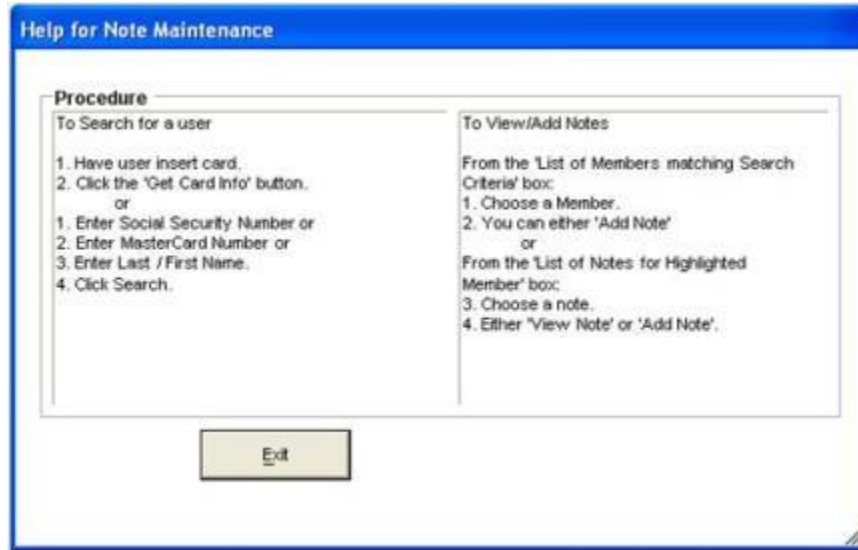 Help for Note Maintenance
Procedure
To Search for a user
1. Have user insert card.
2. Click the 'Get Card Info' button.
or
1. Enter Social Security Number or
2. Enter MasterCard Number or
3. Enter Last / First Name.
4. Click Search.
To View/Add Notes
From the 'List of Members matching Search
Criteria' box:
1. Choose a Member.
2. You can either 'Add Note'
or
From the 'List of Notes for Highlighted
Member' box:
3. Choose a note.
4. Either 'View Note' or 'Add Note'.
Exit